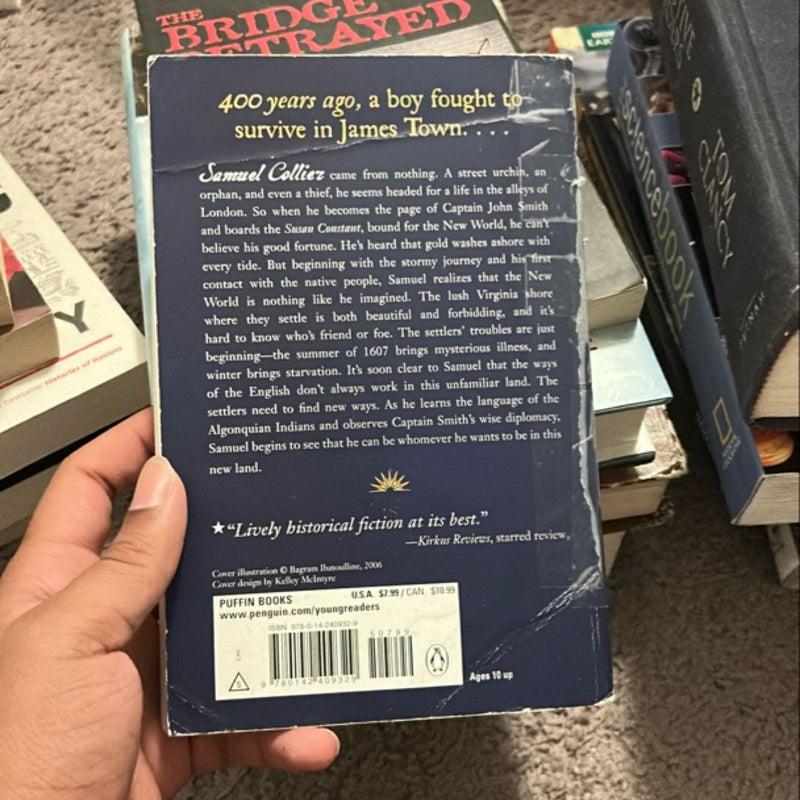 THE
BRIDGE
BETRAYED
400 years ago, a boy fought to
survive in James Town. . . .
Samuel Collier came from nothing. A street urchin, an
orphan, and even a thief, he seems headed for a life in the alleys of
London. So when he becomes the page of Captain John Smith
and boards the Susan Constant, bound for the New World, he can't
believe his good fortune. He's heard that gold washes ashore with
every tide. But beginning with the stormy journey and his first
contact with the native people, Samuel realizes that the New
World is nothing like he imagined. The lush Virginia shore
where they settle is both beautiful and forbidding, and it's
hard to know who's friend or foe. The settlers' troubles are just
beginning—the summer of 1607 brings mysterious illness, and
winter brings starvation. It's soon clear to Samuel that the ways
of the English don't always work in this unfamiliar land. The
settlers need to find new ways. As he learns the language of the
Algonquian Indians and observes Captain Smith's wise diplomacy,
Samuel begins to see that he can be whomever he wants to be in this
new land.
★ "Lively historical fiction at its best."
—Kirkus Reviews, starred review
Cover illustration © Bagram Ibatoulline, 2006
Cover design by Kelley McIntyre
PUFFIN BOOKS U.S.A. $7.99 / CAN. $10.99
www.penguin.com/youngreaders
ISBN 978-0-14-240932-9
50799
9 780142 409329
S
Ages 10 up
Y
bestseller Histories of Nations
sciencebook
TOM
CLANCY
PUTNAM